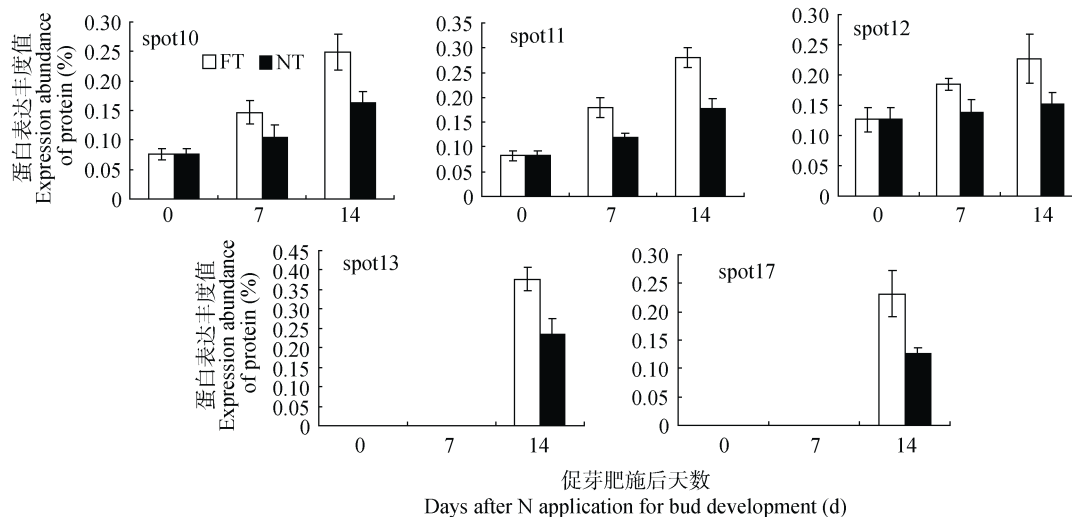 蛋白表达丰度值
Expression abundance
of protein (%)
spot10
FT NT
0.30
0.25
0.20
0.15
0.10
0.05
0
0 7 14
spot11
0.35
0.30
0.25
0.20
0.15
0.10
0.05
0
0 7 14
spot12
0.30
0.25
0.20
0.15
0.10
0.05
0
0 7 14
蛋白表达丰度值
Expression abundance
of protein (%)
spot13
0.45
0.40
0.35
0.30
0.25
0.20
0.15
0.10
0.05
0
0 7 14
spot17
0.30
0.25
0.20
0.15
0.10
0.05
0
0 7 14
促芽肥施后天数
Days after N application for bud development (d)